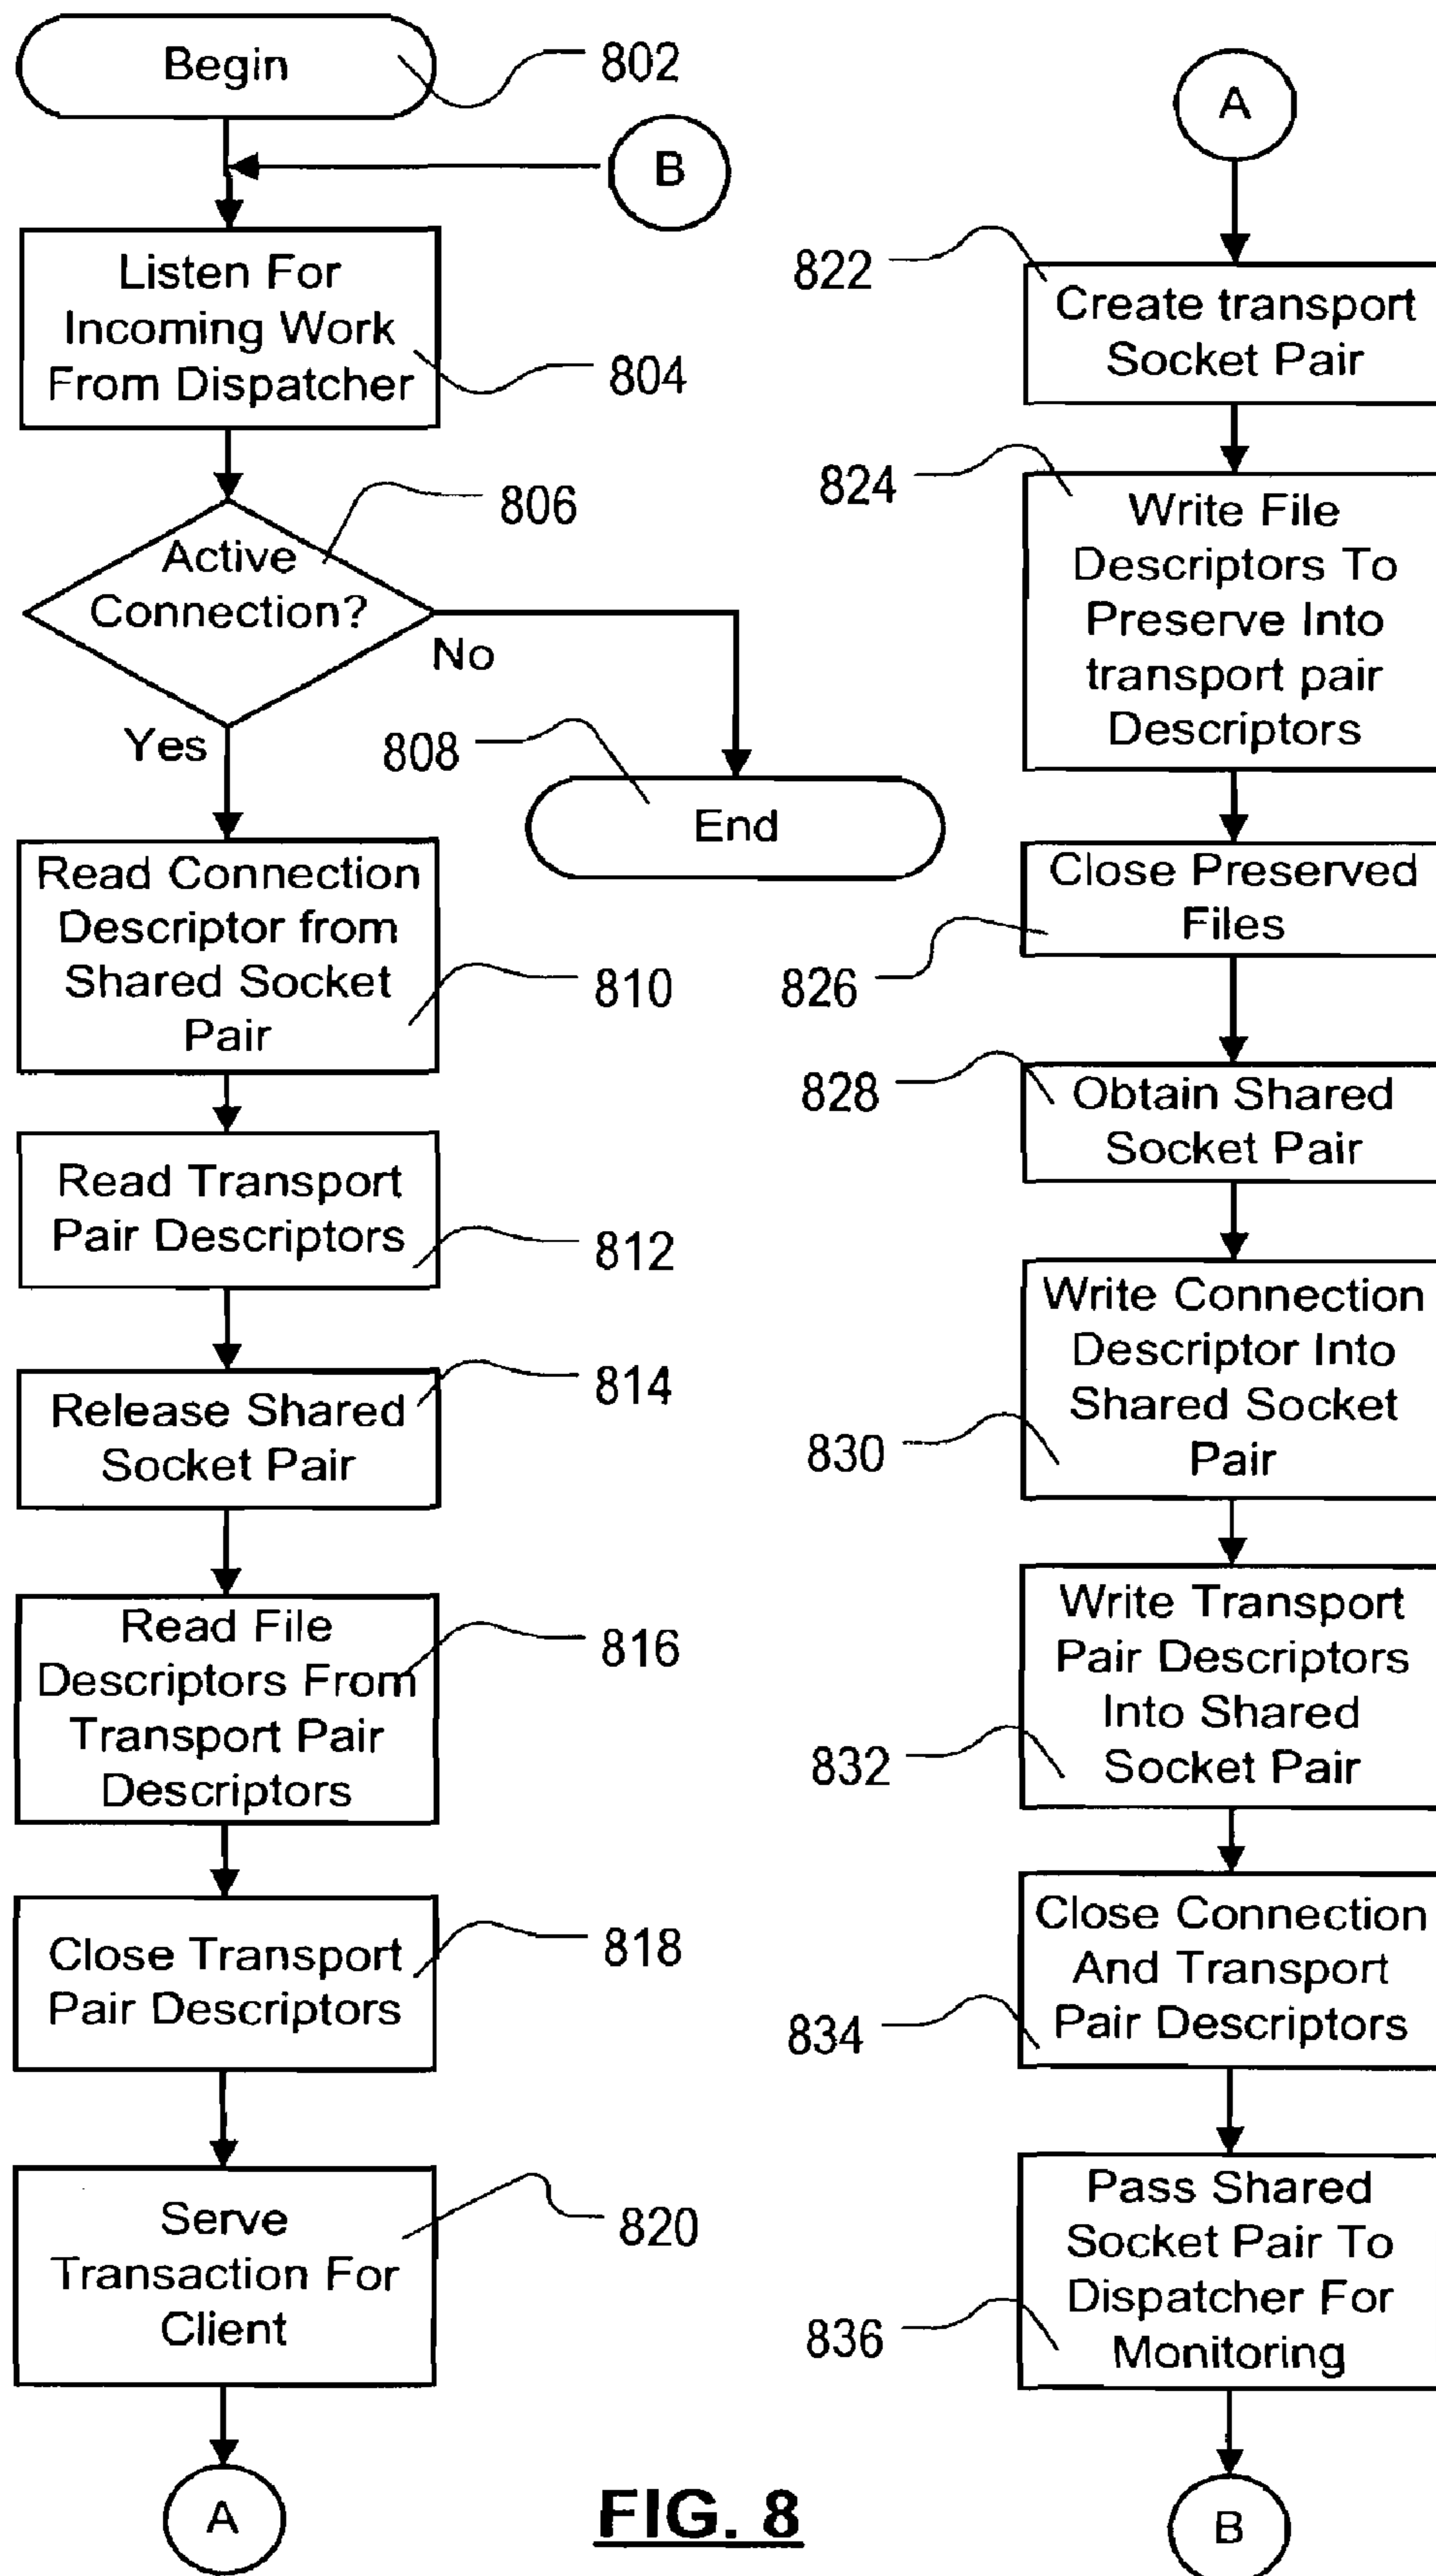 Begin
802
B
Listen For
Incoming Work
From Dispatcher
804
Active
Connection?
806
No
Yes
808
End
Read Connection
Descriptor from
Shared Socket
Pair
810
Read Transport
Pair Descriptors
812
Release Shared
Socket Pair
814
Read File
Descriptors From
Transport Pair
Descriptors
816
Close Transport
Pair Descriptors
818
Serve
Transaction For
Client
820
A
A
822
Create transport
Socket Pair
824
Write File
Descriptors To
Preserve Into
transport pair
Descriptors
Close Preserved
Files
826
828
Obtain Shared
Socket Pair
Write Connection
Descriptor Into
Shared Socket
Pair
830
Write Transport
Pair Descriptors
Into Shared
Socket Pair
832
Close Connection
And Transport
Pair Descriptors
834
Pass Shared
Socket Pair To
Dispatcher For
Monitoring
836
B
FIG. 8